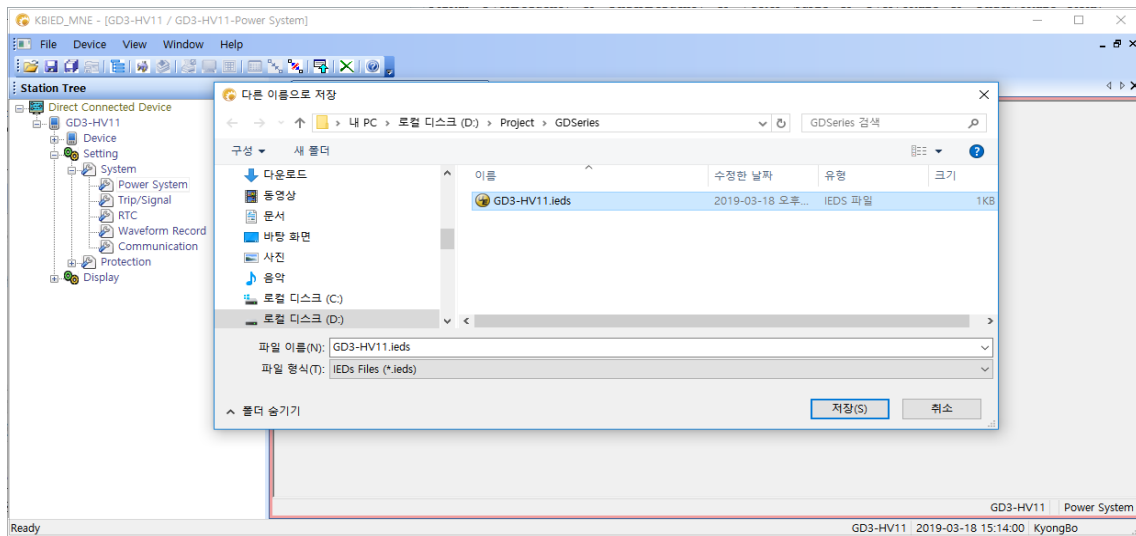 KBIED_MNE - [GD3-HV11 / GD3-HV11-Power System]
File Device View Window Help
Station Tree
Direct Connected Device
GD3-HV11
Device
Setting
System
Power System
Trip/Signal
RTC
Waveform Record
Communication
Protection
Display
다른 이름으로 저장
내 PC > 로컬 디스크 (D:) > Project > GDSeries
GDSeries 검색
구성 새 폴더
다운로드
동영상
문서
바탕 화면
사진
음악
로컬 디스크 (C:)
로컬 디스크 (D:)
이름 수정한 날짜 유형 크기
GD3-HV11.ieds 2019-03-18 오후... IEDS 파일 1KB
파일 이름(N): GD3-HV11.ieds
파일 형식(T): IEDs Files (*.ieds)
폴더 숨기기
저장(S) 취소
GD3-HV11 Power System
Ready GD3-HV11 2019-03-18 15:14:00 KyongBo